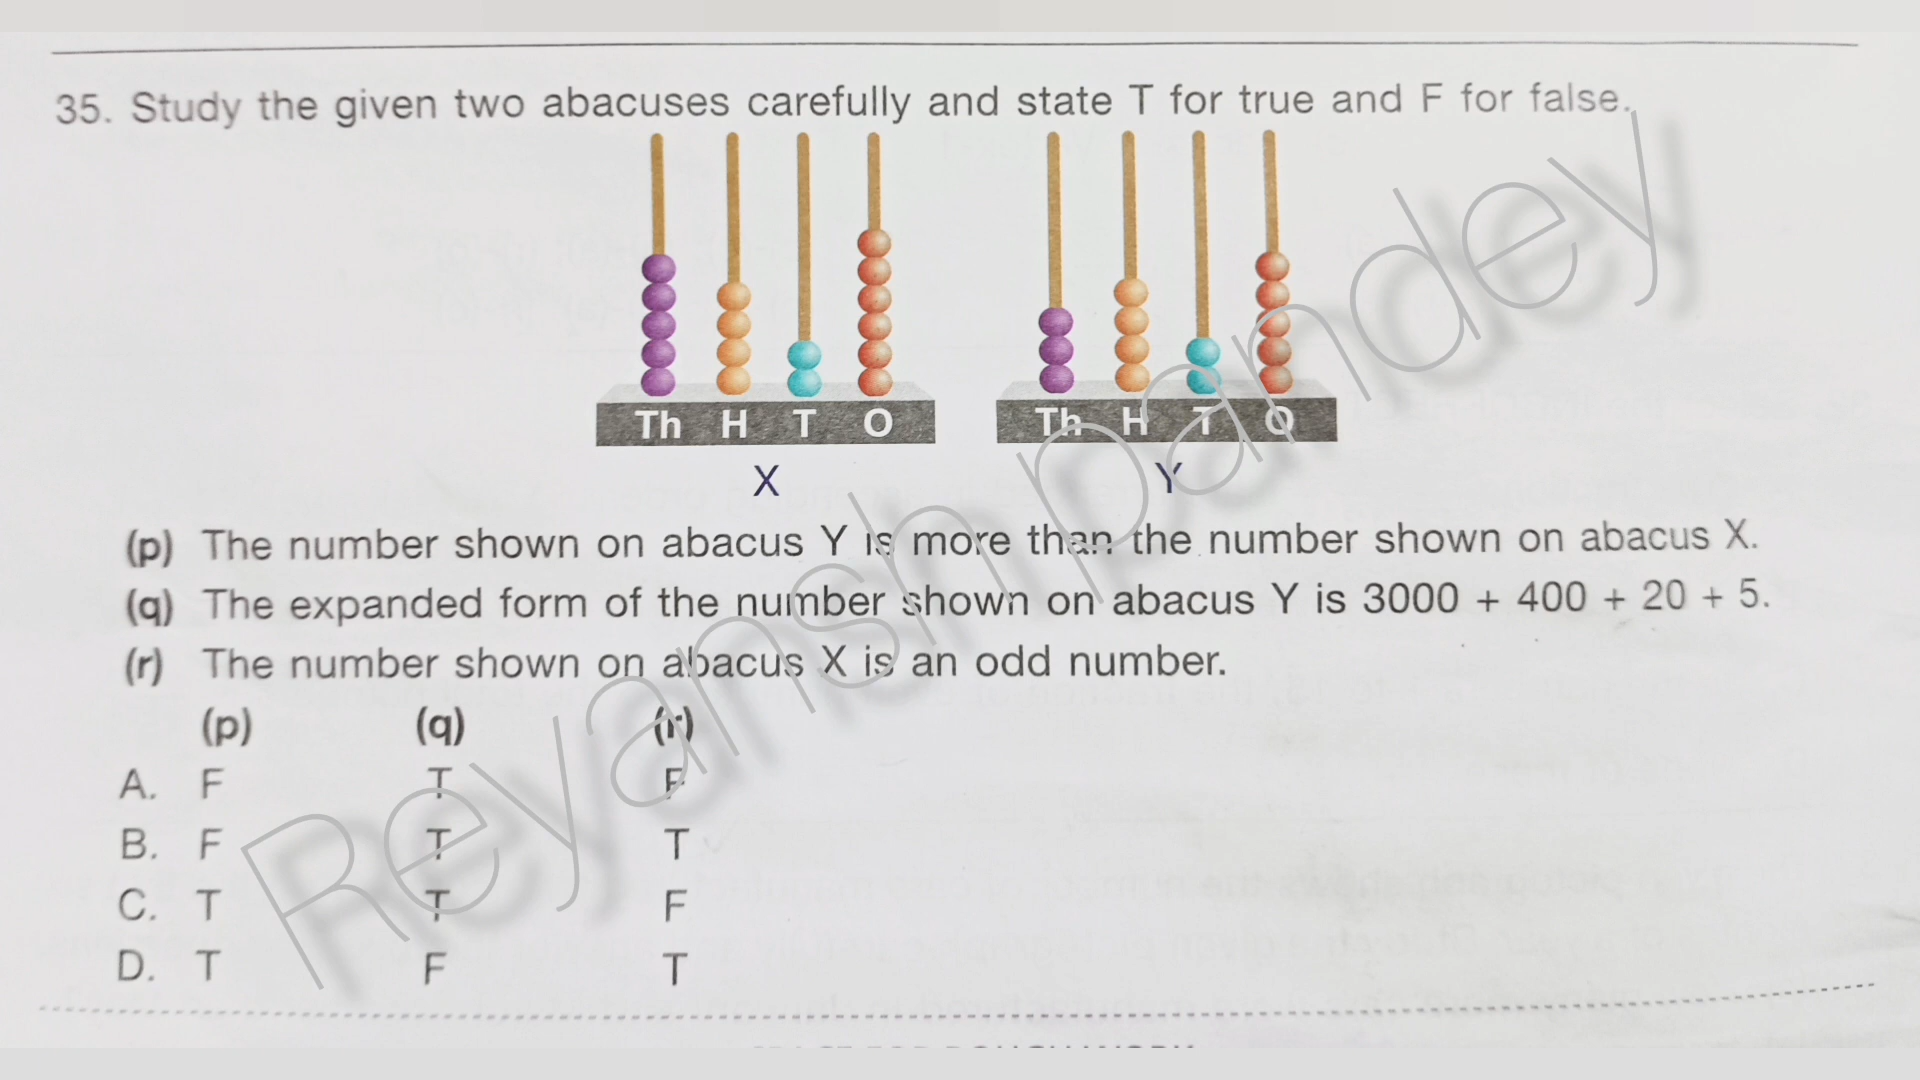 35. Study the given two abacuses carefully and state T for true and F for false.
Th H T O
Th H T O
X
Y
(p) The number shown on abacus Y is more than the number shown on abacus X.
(q) The expanded form of the number shown on abacus Y is 3000 + 400 + 20 + 5.
(r) The number shown on abacus X is an odd number.
(p) (q) (r)
A. F T F
B. F T T
C. T T F
D. T F T
Reyansh pandey